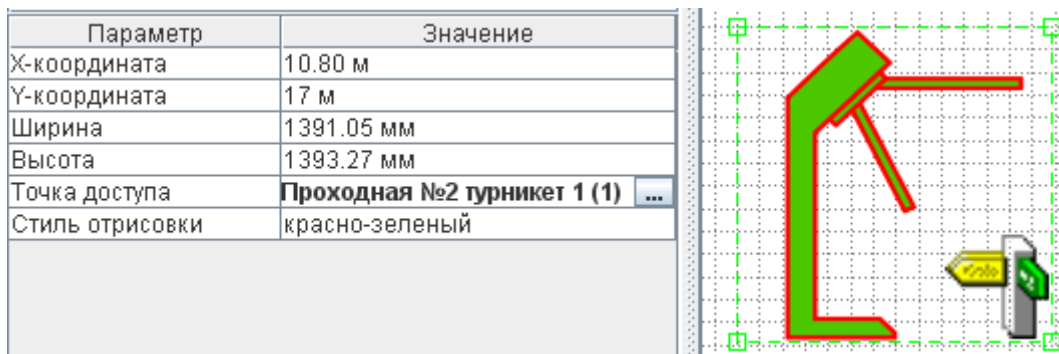 Параметр Значение
X-координата 10.80 м
Y-координата 17 м
Ширина 1391.05 мм
Высота 1393.27 мм
Точка доступа Проходная №2 турникет 1 (1) ...
Стиль отрисовки красно-зеленый